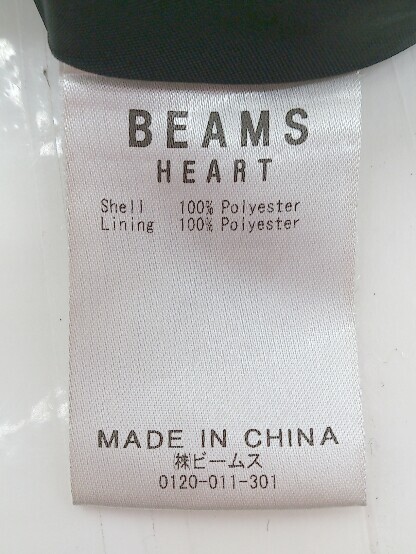 BEAMS
HEART
Shell 100% Polyester
Lining 100% Polyester
MADE IN CHINA
㈱ビームス
0120-011-301